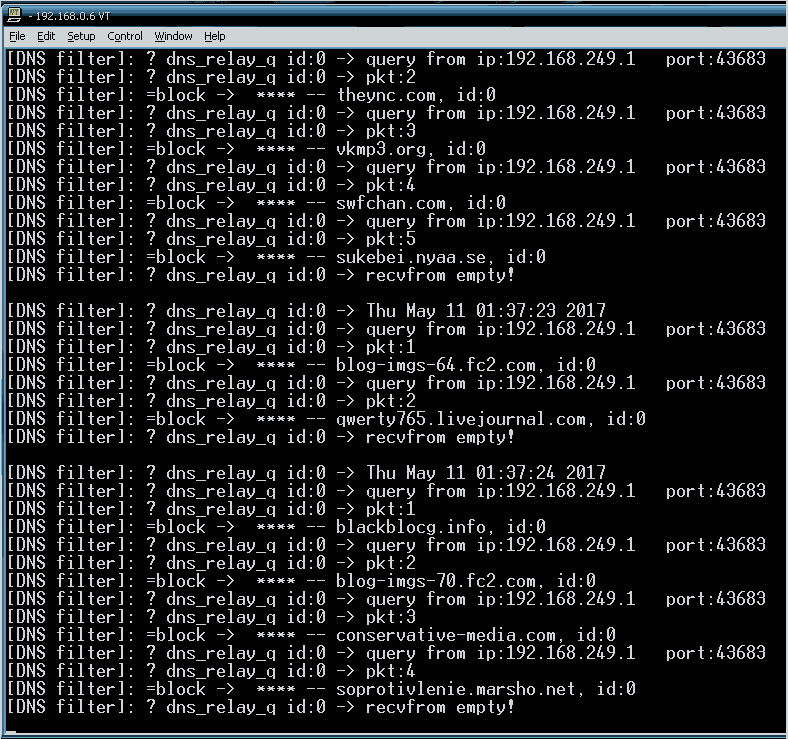 - 192.168.0.6 VT
File Edit Setup Control Window Help
[DNS filter]: ? dns_relay_q id:0 -> query from ip:192.168.249.1   port:43683
[DNS filter]: ? dns_relay_q id:0 -> pkt:2
[DNS filter]: =block ->  **** -- theync.com, id:0
[DNS filter]: ? dns_relay_q id:0 -> query from ip:192.168.249.1   port:43683
[DNS filter]: ? dns_relay_q id:0 -> pkt:3
[DNS filter]: =block ->  **** -- vkmp3.org, id:0
[DNS filter]: ? dns_relay_q id:0 -> query from ip:192.168.249.1   port:43683
[DNS filter]: ? dns_relay_q id:0 -> pkt:4
[DNS filter]: =block ->  **** -- swfchan.com, id:0
[DNS filter]: ? dns_relay_q id:0 -> query from ip:192.168.249.1   port:43683
[DNS filter]: ? dns_relay_q id:0 -> pkt:5
[DNS filter]: =block ->  **** -- sukebei.nyaa.se, id:0
[DNS filter]: ? dns_relay_q id:0 -> recvfrom empty!
[DNS filter]: ? dns_relay_q id:0 -> Thu May 11 01:37:23 2017
[DNS filter]: ? dns_relay_q id:0 -> query from ip:192.168.249.1   port:43683
[DNS filter]: ? dns_relay_q id:0 -> pkt:1
[DNS filter]: =block ->  **** -- blog-imgs-64.fc2.com, id:0
[DNS filter]: ? dns_relay_q id:0 -> query from ip:192.168.249.1   port:43683
[DNS filter]: ? dns_relay_q id:0 -> pkt:2
[DNS filter]: =block ->  **** -- qwerty765.livejournal.com, id:0
[DNS filter]: ? dns_relay_q id:0 -> recvfrom empty!
[DNS filter]: ? dns_relay_q id:0 -> Thu May 11 01:37:24 2017
[DNS filter]: ? dns_relay_q id:0 -> query from ip:192.168.249.1   port:43683
[DNS filter]: ? dns_relay_q id:0 -> pkt:1
[DNS filter]: =block ->  **** -- blackblocg.info, id:0
[DNS filter]: ? dns_relay_q id:0 -> query from ip:192.168.249.1   port:43683
[DNS filter]: ? dns_relay_q id:0 -> pkt:2
[DNS filter]: =block ->  **** -- blog-imgs-70.fc2.com, id:0
[DNS filter]: ? dns_relay_q id:0 -> query from ip:192.168.249.1   port:43683
[DNS filter]: ? dns_relay_q id:0 -> pkt:3
[DNS filter]: =block ->  **** -- conservative-media.com, id:0
[DNS filter]: ? dns_relay_q id:0 -> query from ip:192.168.249.1   port:43683
[DNS filter]: ? dns_relay_q id:0 -> pkt:4
[DNS filter]: =block ->  **** -- soprotivlenie.marsho.net, id:0
[DNS filter]: ? dns_relay_q id:0 -> recvfrom empty!